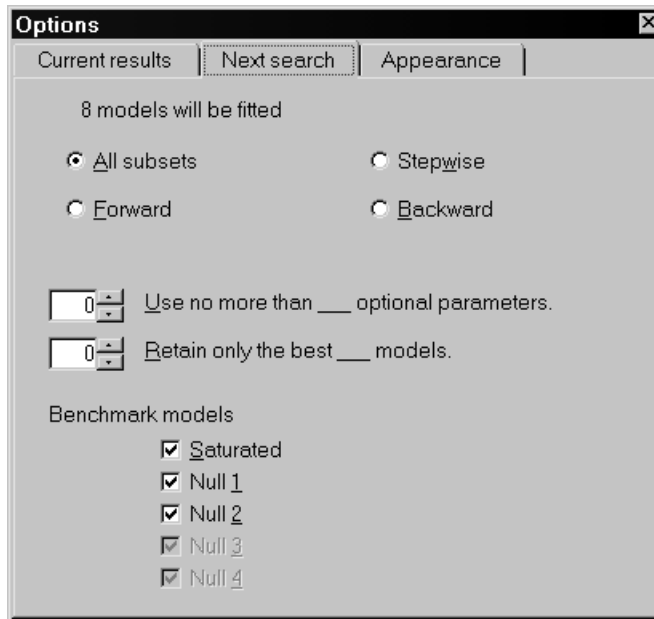 Options
Current results Next search Appearance
8 models will be fitted
All subsets Stepwise
Forward Backward
0 Use no more than ___ optional parameters.
0 Retain only the best ___ models.
Benchmark models
Saturated
Null 1
Null 2
Null 3
Null 4